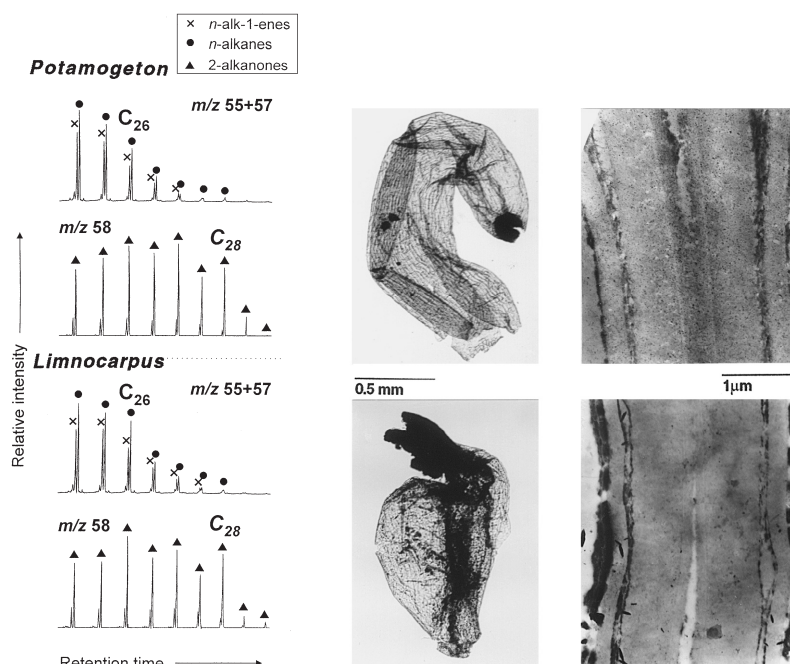 n-alk-1-enes
n-alkanes
2-alkanones
Potamogeton
m/z 55+57
C26
m/z 58
C28
Limnocarpus
m/z 55+57
C26
m/z 58
C28
Relative intensity
Retention time
0.5 mm
1μm